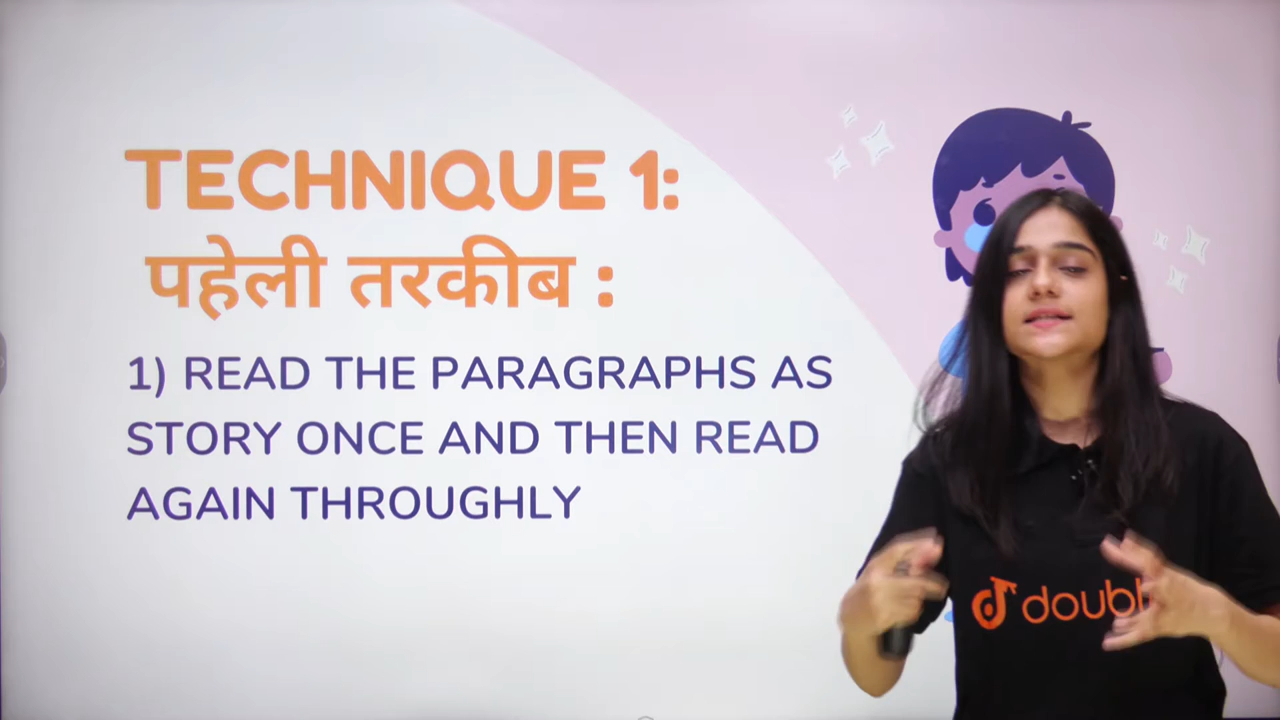 TECHNIQUE 1:
पहेली तरकीब :
1) READ THE PARAGRAPHS AS
STORY ONCE AND THEN READ
AGAIN THROUGHLY